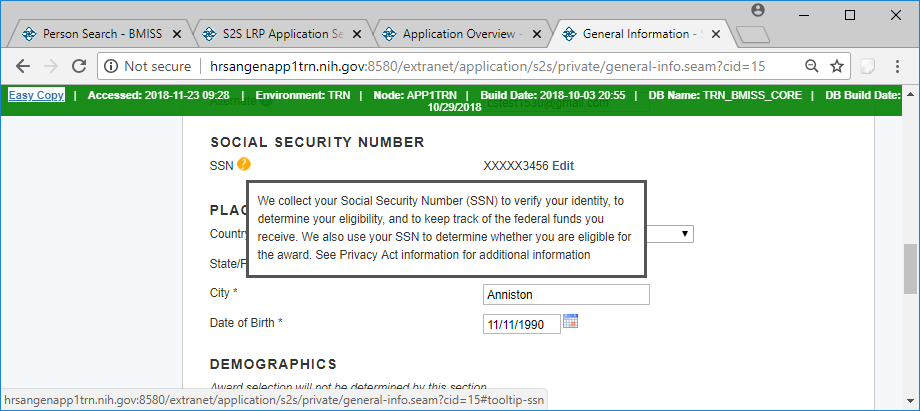 Person Search - BMISS
S2S LRP Application Se
Application Overview -
General Information - S
Not secure
hrsangenapp1trn.nih.gov:8580/extranet/application/s2s/private/general-info.seam?cid=15
Easy Copy | Accessed: 2018-11-23 09:28 | Environment: TRN | Node: APP1TRN | Build Date: 2018-10-03 20:55 | DB Name: TRN_BMISS_CORE | DB Build Date:
10/29/2018
Alternate
SOCIAL SECURITY NUMBER
SSN
XXXXX3456 Edit
We collect your Social Security Number (SSN) to verify your identity, to
determine your eligibility, and to keep track of the federal funds you
receive. We also use your SSN to determine whether you are eligible for
the award. See Privacy Act information for additional information
PLAC
Country
State/F
City *
Anniston
Date of Birth *
11/11/1990
DEMOGRAPHICS
Award selection will not be determined by this section
hrsangenapp1trn.nih.gov:8580/extranet/application/s2s/private/general-info.seam?cid=15#tooltip-ssn